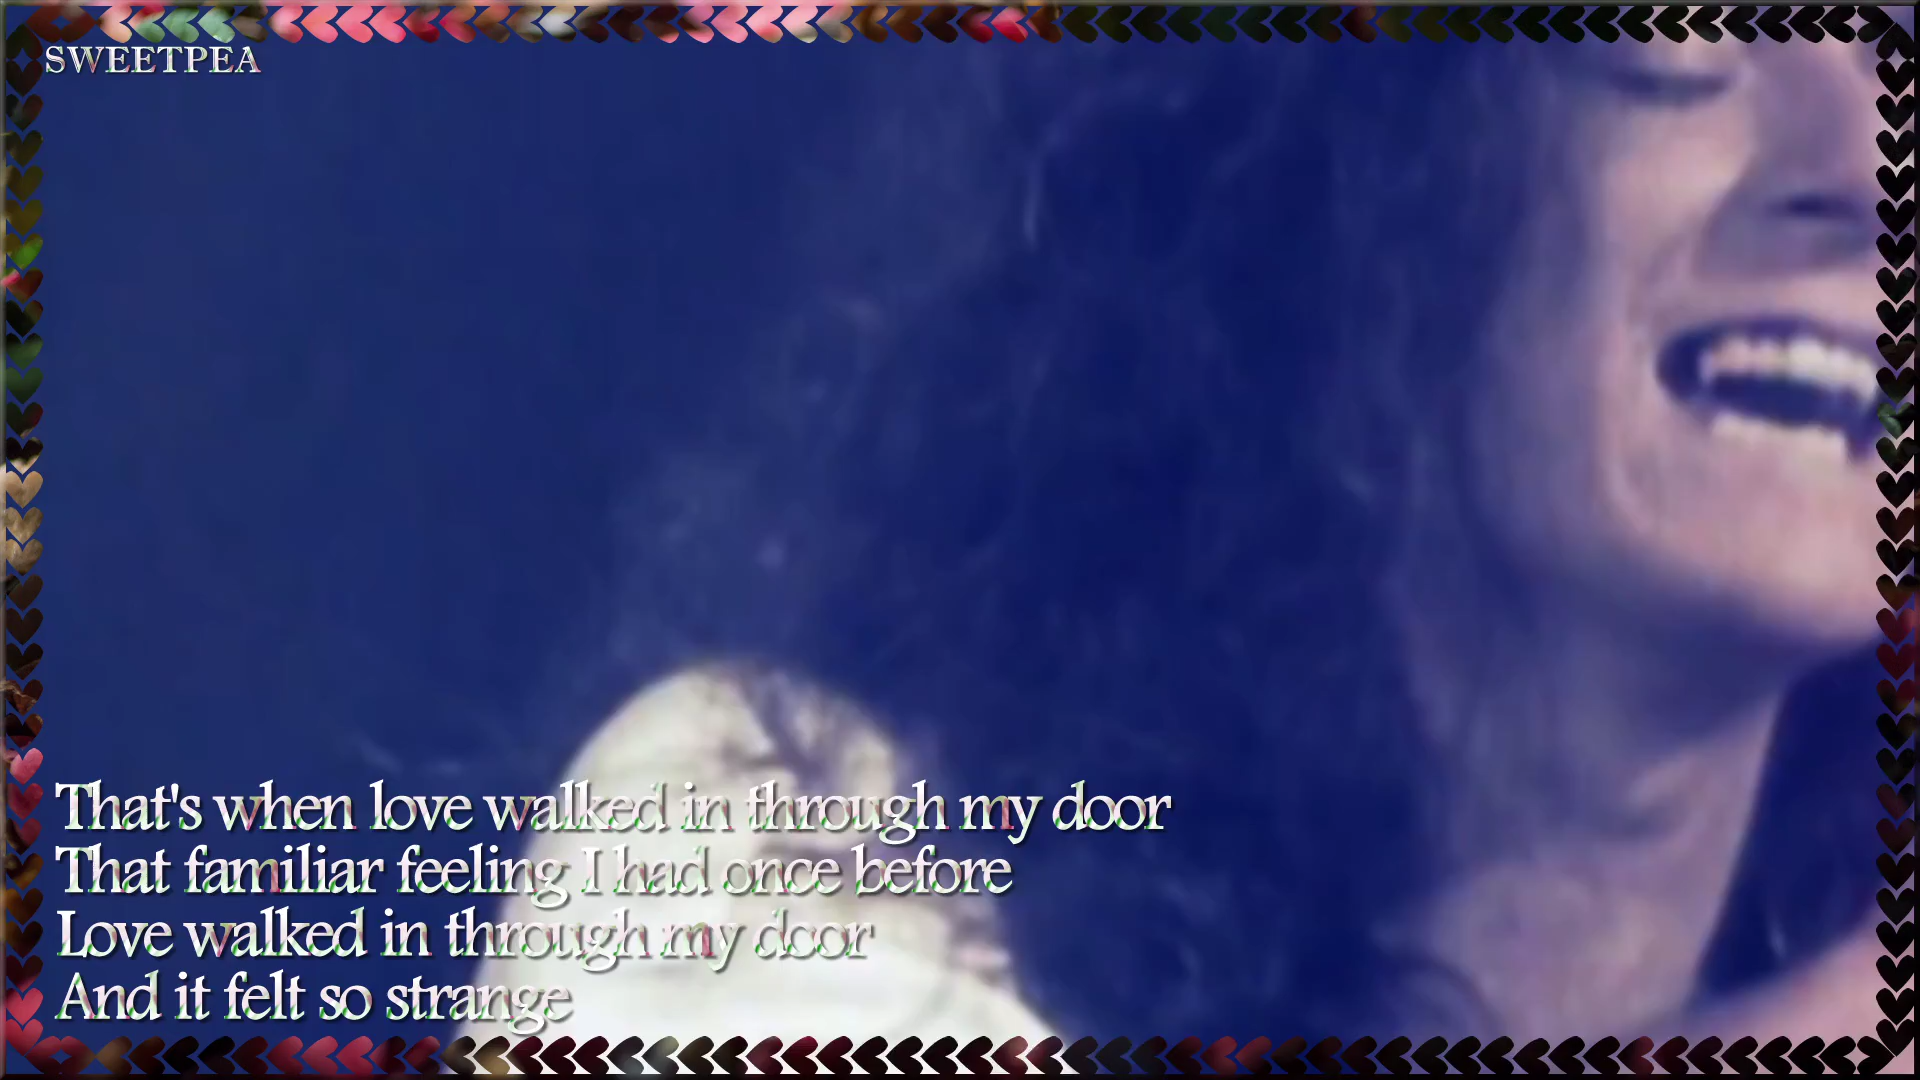 SWEETPEA
That's when love walked in through my door
That familiar feeling I had once before
Love walked in through my door
And it felt so strange